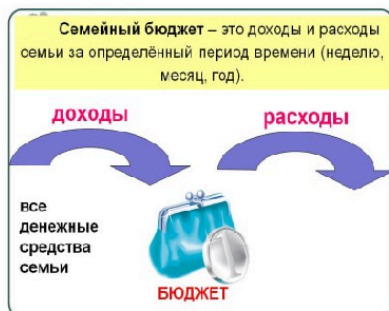 Семейный бюджет – это доходы и расходы
семьи за определённый период времени (неделю,
месяц, год).
доходы
расходы
все
денежные
средства
семьи
БЮДЖЕТ